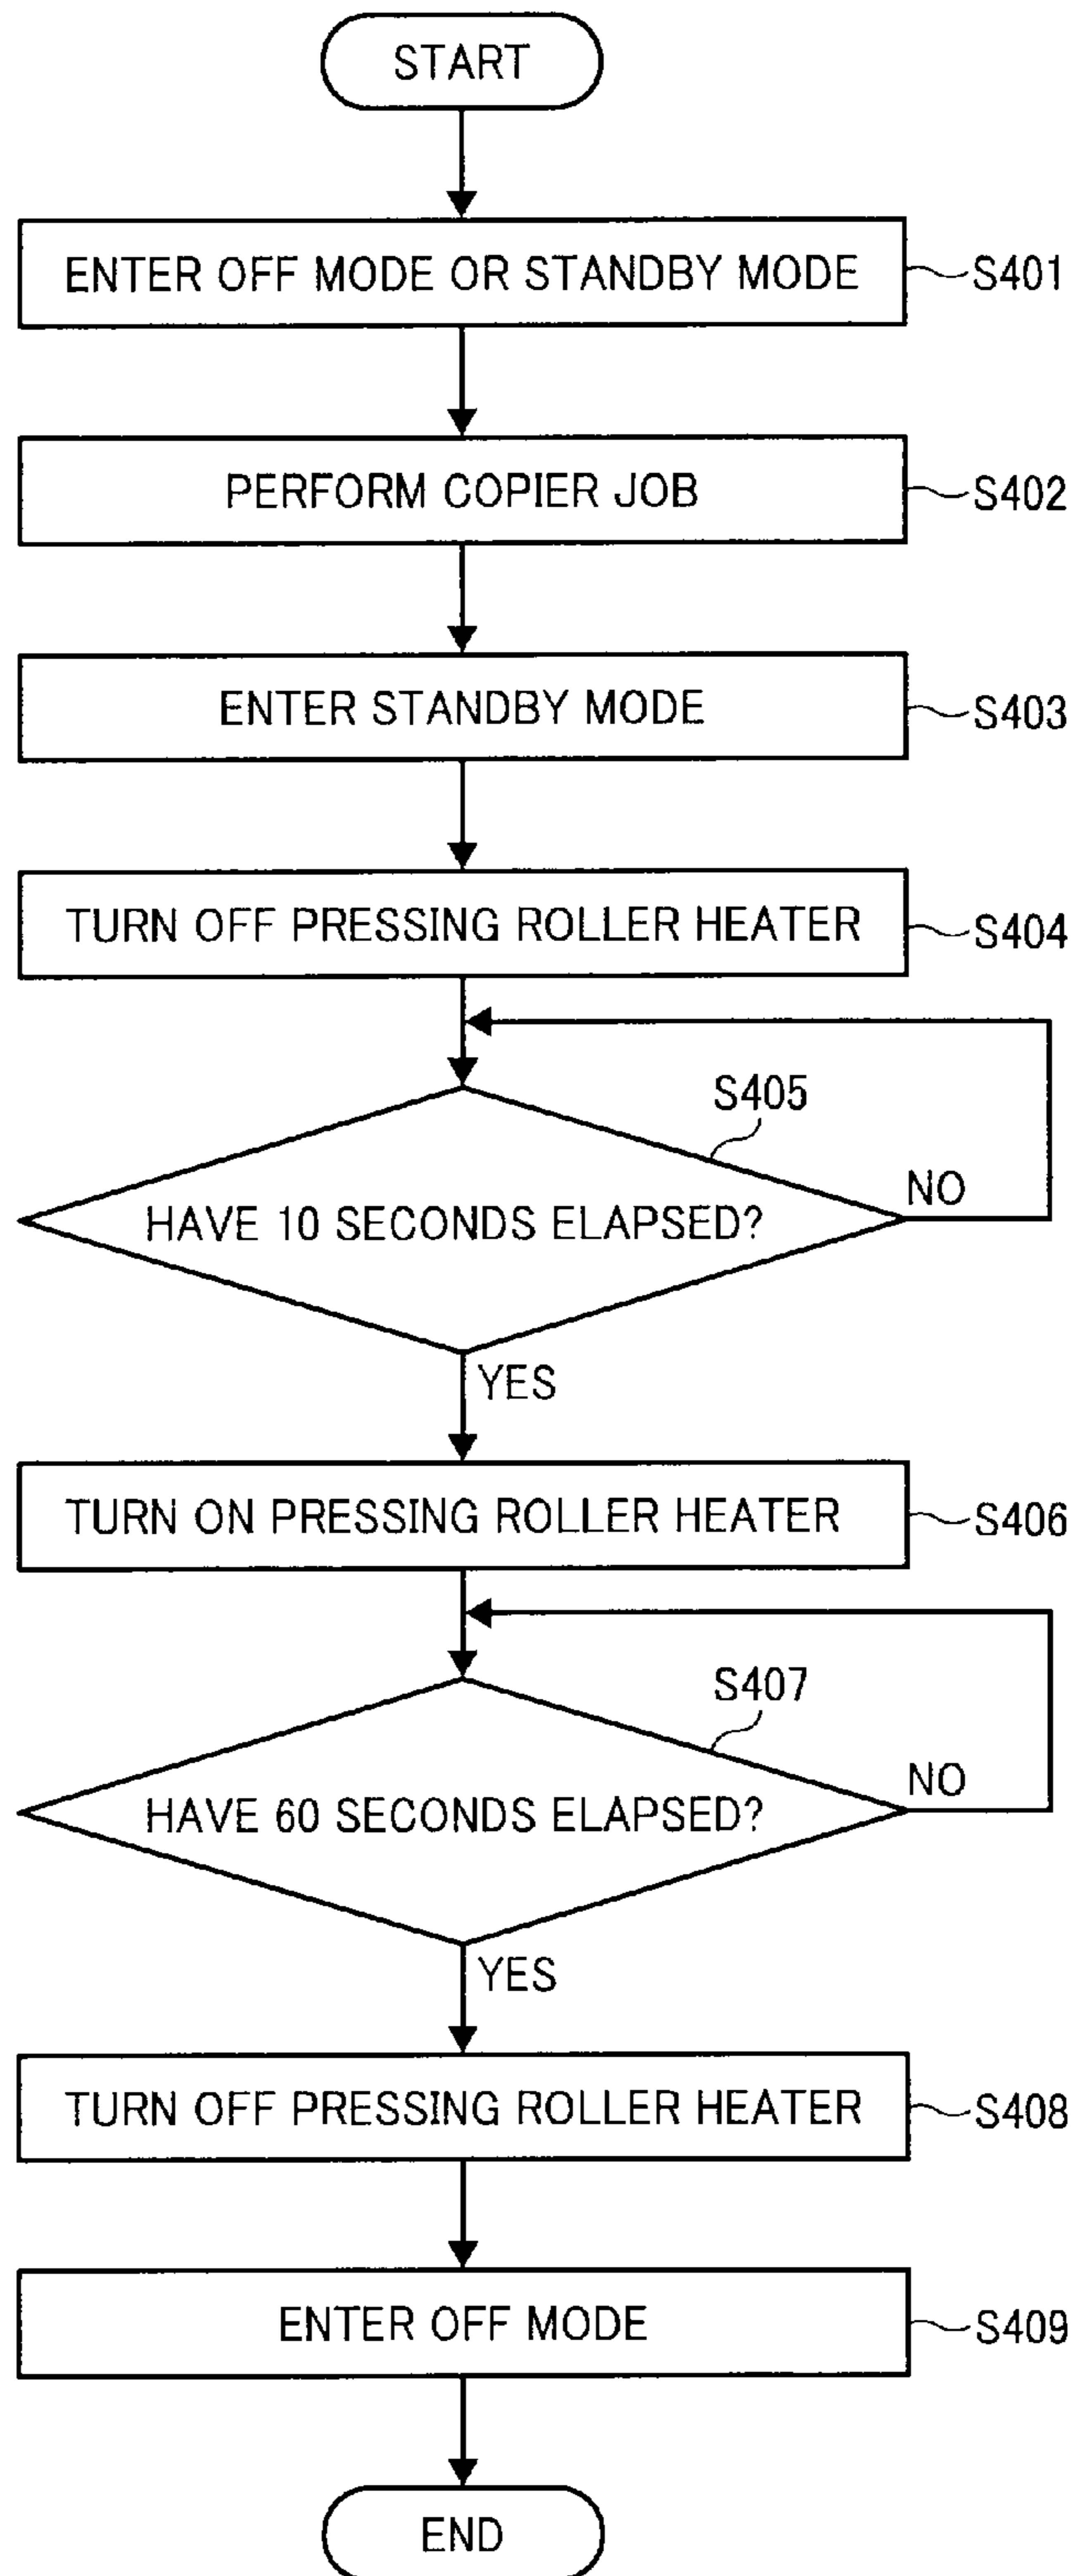 START
ENTER OFF MODE OR STANDBY MODE
S401
PERFORM COPIER JOB
S402
ENTER STANDBY MODE
S403
TURN OFF PRESSING ROLLER HEATER
S404
S405
HAVE 10 SECONDS ELAPSED?
NO
YES
TURN ON PRESSING ROLLER HEATER
S406
S407
HAVE 60 SECONDS ELAPSED?
NO
YES
TURN OFF PRESSING ROLLER HEATER
S408
ENTER OFF MODE
S409
END